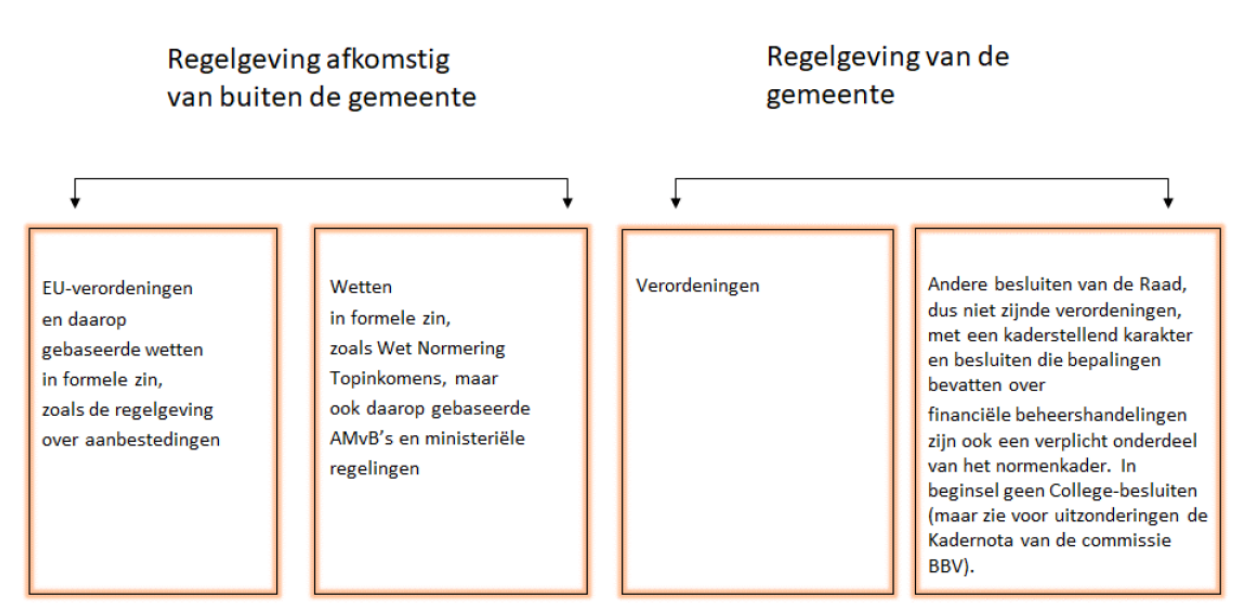 Regelgeving afkomstig
van buiten de gemeente
Regelgeving van de
gemeente
EU-verordeningen
en daarop
gebaseerde wetten
in formele zin,
zoals de regelgeving
over aanbestedingen
Wetten
in formele zin,
zoals Wet Normering
Topinkomens, maar
ook daarop gebaseerde
AMvB's en ministeriële
regelingen
Verordeningen
Andere besluiten van de Raad,
dus niet zijnde verordeningen,
met een kaderstellend karakter
en besluiten die bepalingen
bevatten over
financiële beheershandelingen
zijn ook een verplicht onderdeel
van het normenkader. In
beginsel geen College-besluiten
(maar zie voor uitzonderingen de
Kadernota van de commissie
BBV).